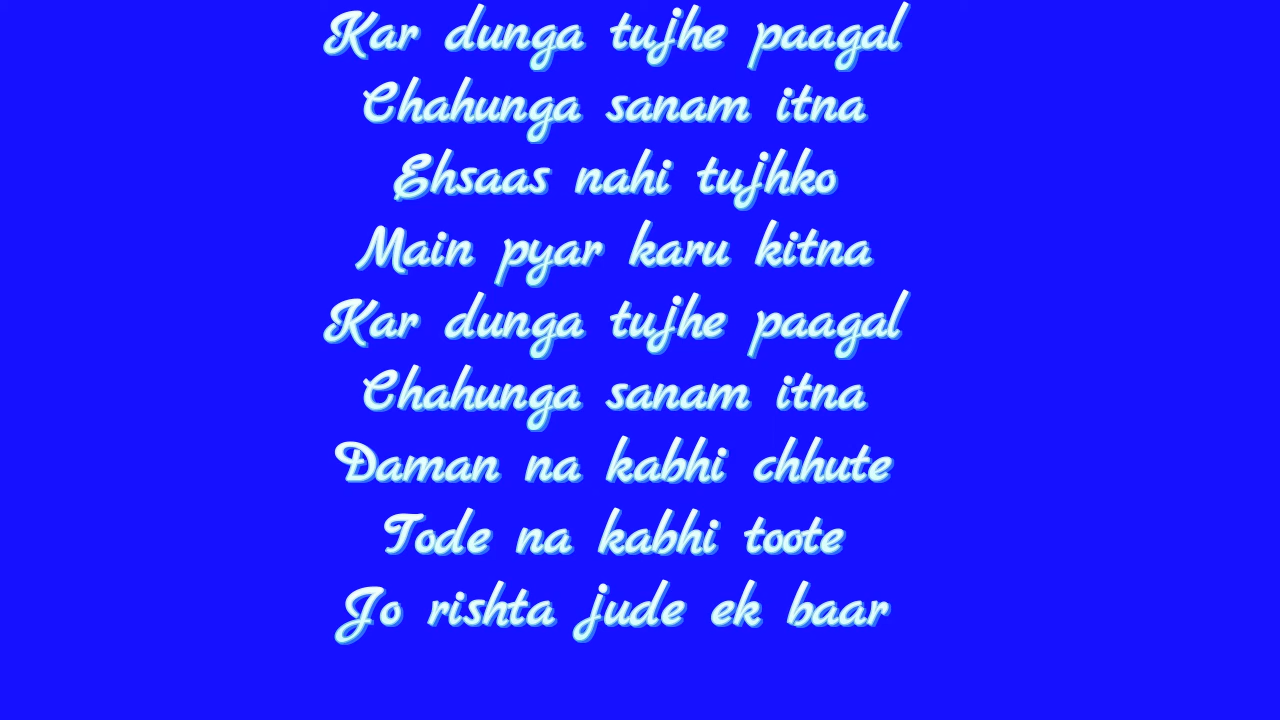 Kar dunga tujhe paagal
Chahunga sanam itna
Ehsaas nahi tujhko
Main pyar karu kitna
Kar dunga tujhe paagal
Chahunga sanam itna
Daman na kabhi chhute
Tode na kabhi toote
Jo rishta jude ek baar